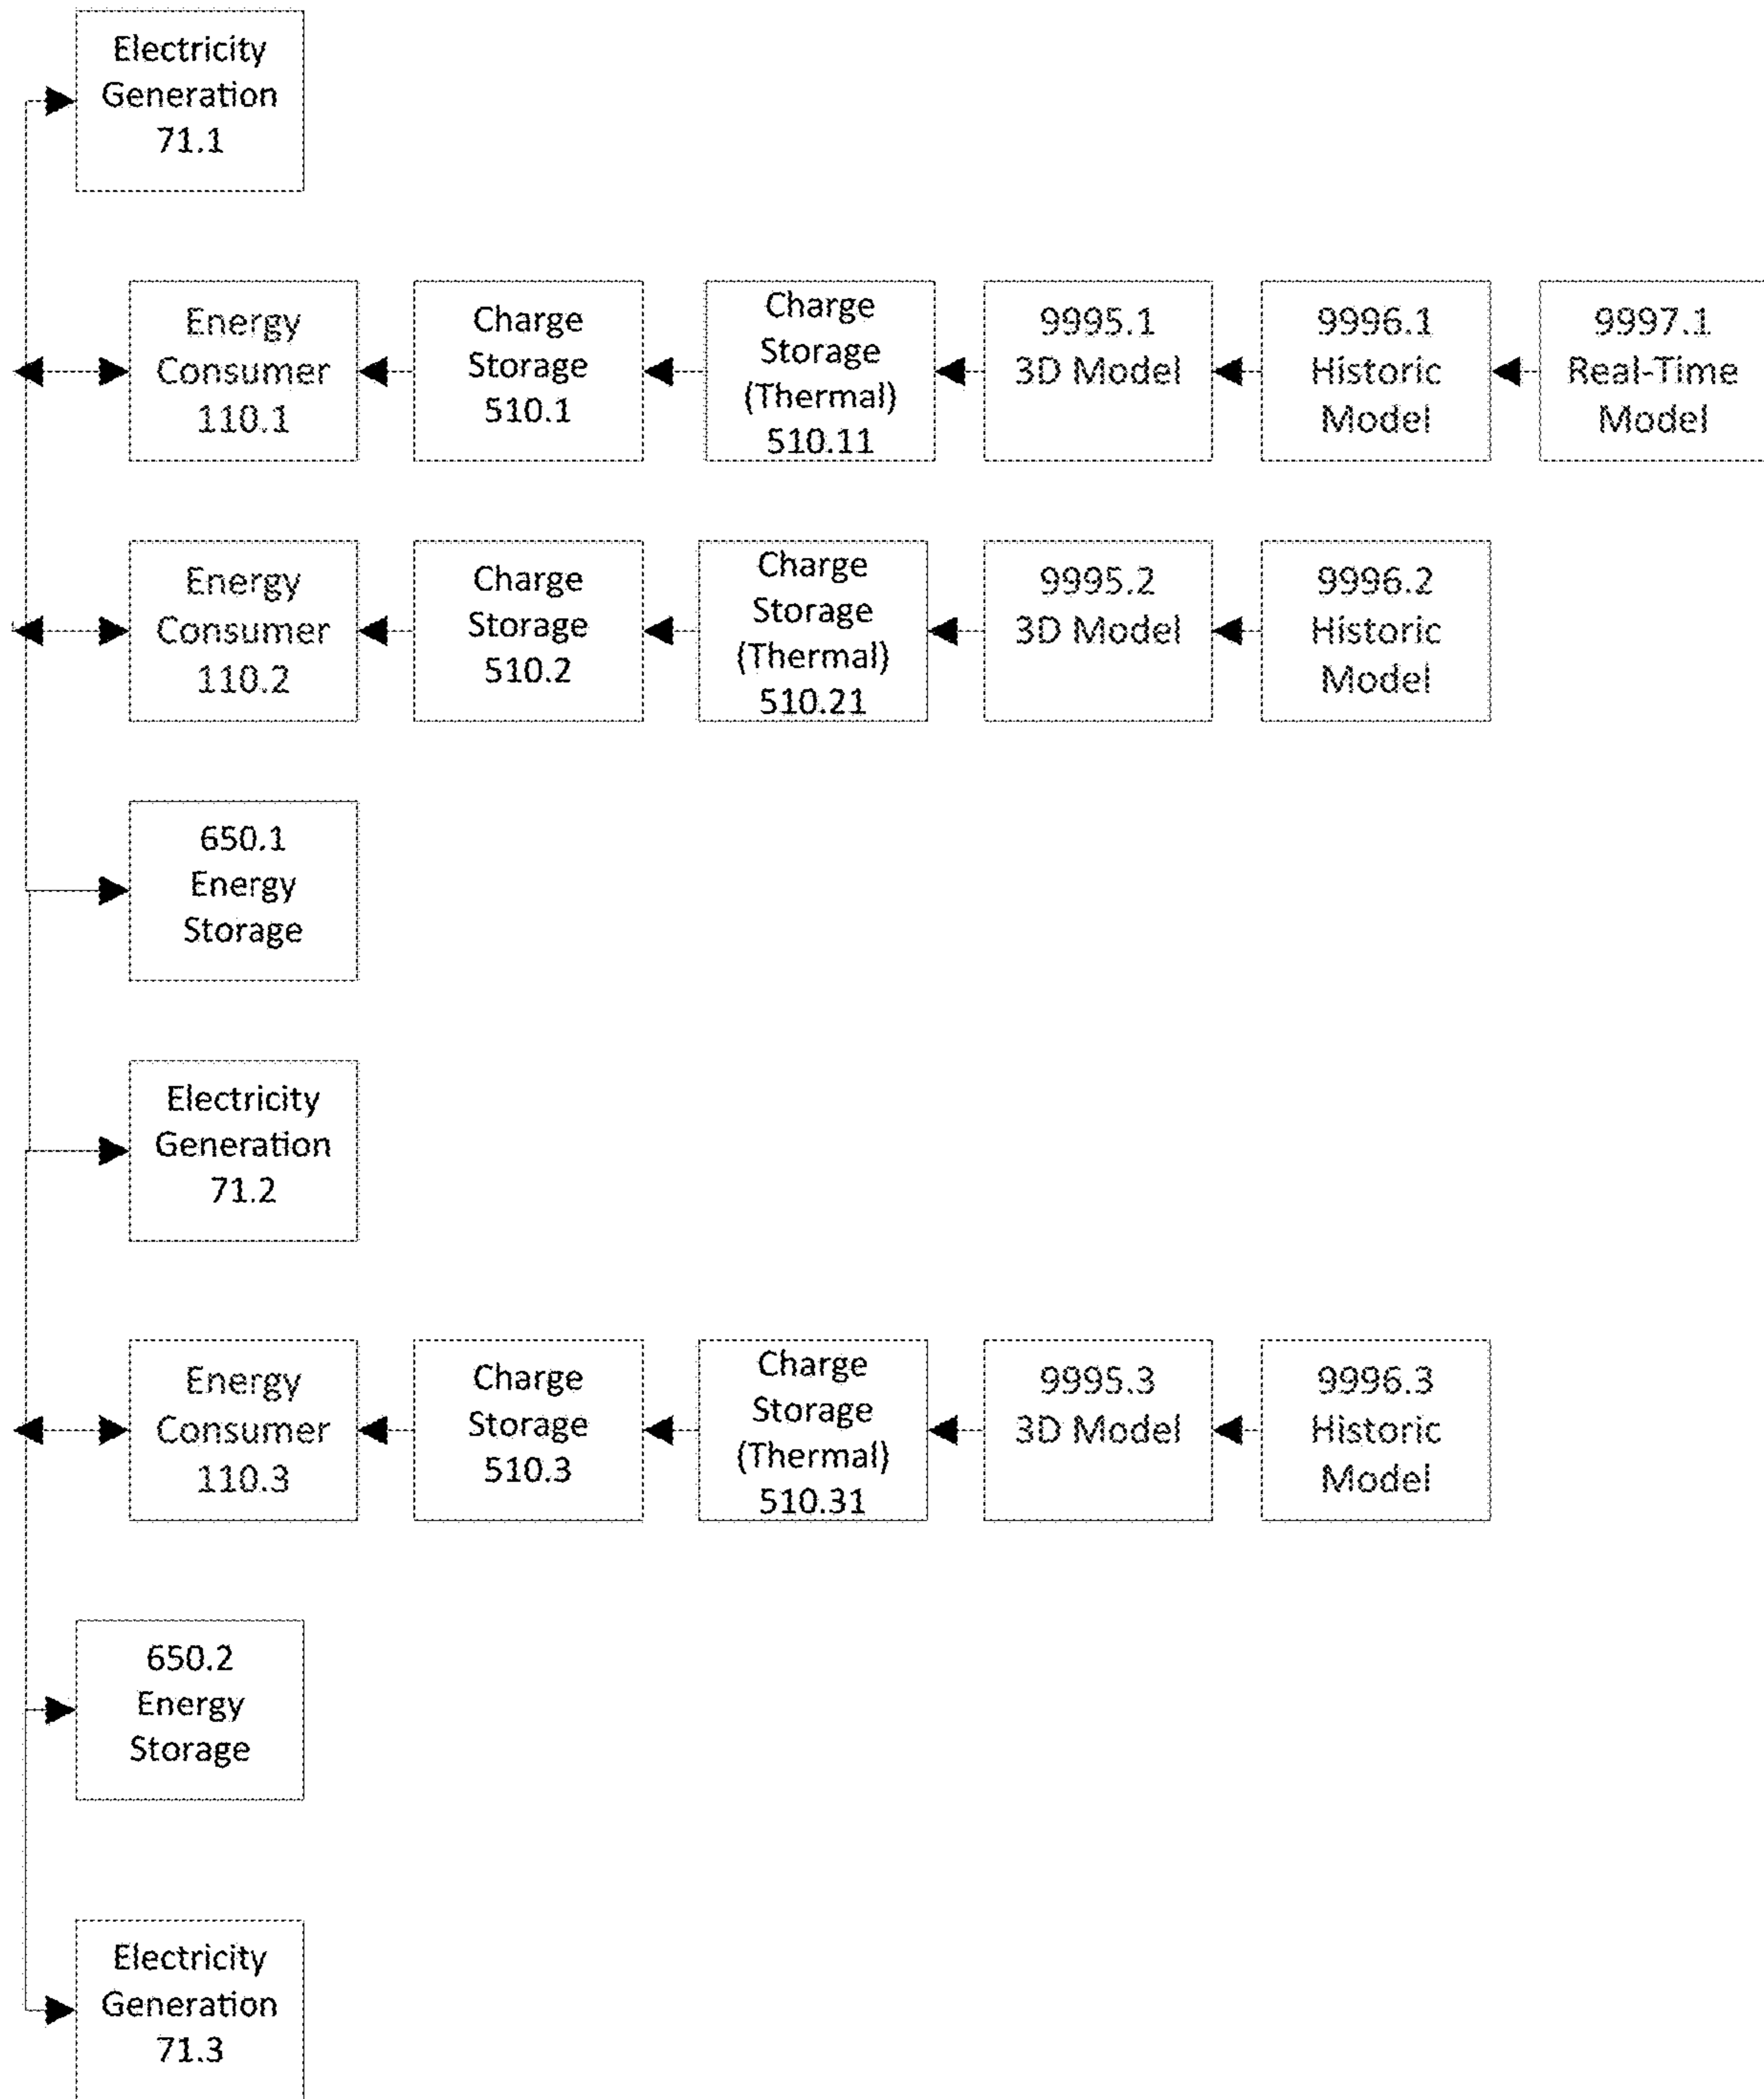 Electricity
Generation
71.1
Energy
Consumer
110.1
Charge
Storage
510.1
Charge
Storage
(Thermal)
510.11
9995.1
3D Model
9996.1
Historic
Model
9997.1
Real-Time
Model
Energy
Consumer
110.2
Charge
Storage
510.2
Charge
Storage
(Thermal)
510.21
9995.2
3D Model
9996.2
Historic
Model
650.1
Energy
Storage
Electricity
Generation
71.2
Energy
Consumer
110.3
Charge
Storage
510.3
Charge
Storage
(Thermal)
510.31
9995.3
3D Model
9996.3
Historic
Model
650.2
Energy
Storage
Electricity
Generation
71.3